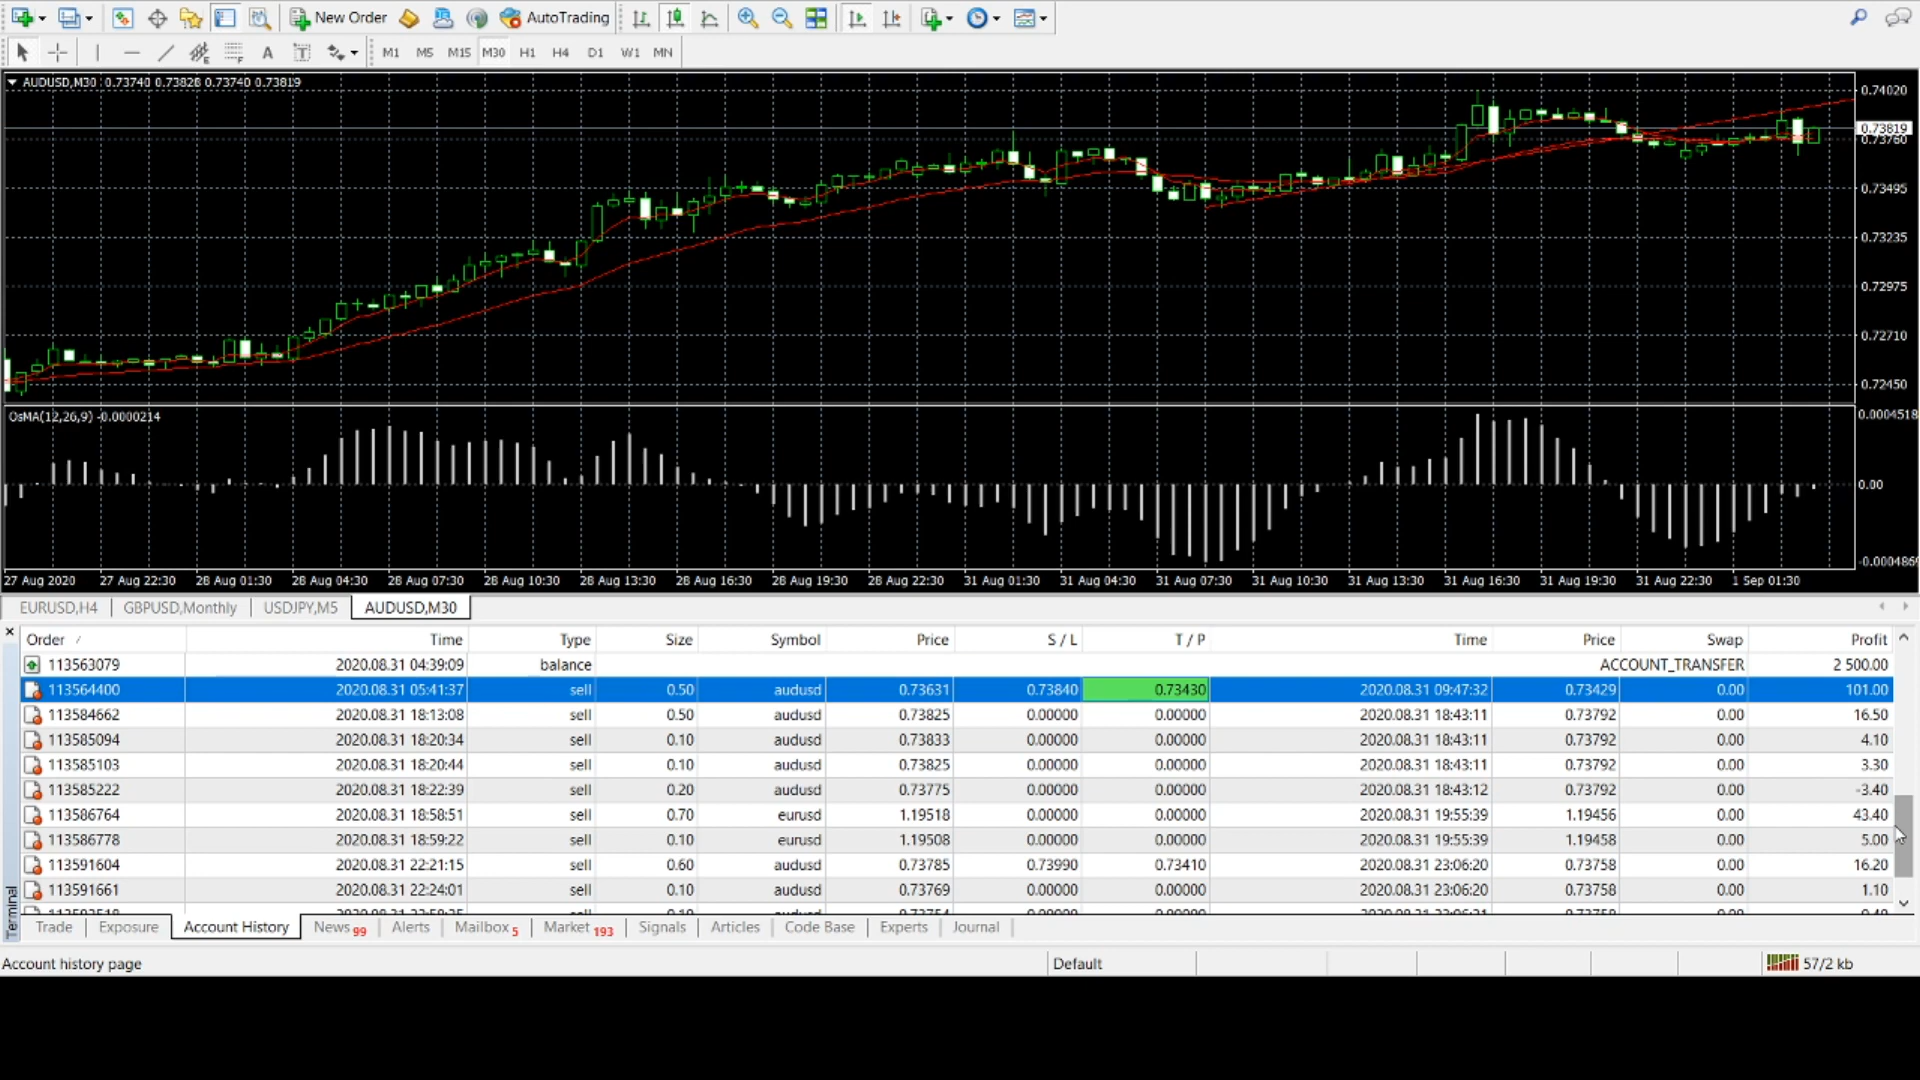 New Order AutoTrading
M1 M5 M15 M30 H1 H4 D1 W1 MN
AUDUSD,M30 0.73740 0.73828 0.73740 0.73819
0.74020
0.73819
0.73760
0.73495
0.73235
0.72975
0.72710
0.72450
OsMA(12,26,9) -0.0000214
0.0004518
0.00
-0.0004869
27 Aug 2020 27 Aug 22:30 28 Aug 01:30 28 Aug 04:30 28 Aug 07:30 28 Aug 10:30 28 Aug 13:30 28 Aug 16:30 28 Aug 19:30 28 Aug 22:30 31 Aug 01:30 31 Aug 04:30 31 Aug 07:30 31 Aug 10:30 31 Aug 13:30 31 Aug 16:30 31 Aug 19:30 31 Aug 22:30 1 Sep 01:30
EURUSD,H4 GBPUSD,Monthly USDJPY,M5 AUDUSD,M30
Order / Time Type Size Symbol Price S / L T / P Time Price Swap Profit
113563079 2020.08.31 04:39:09 balance ACCOUNT_TRANSFER 2 500.00
113564400 2020.08.31 05:41:37 sell 0.50 audusd 0.73631 0.73840 0.73430 2020.08.31 09:47:32 0.73429 0.00 101.00
113584662 2020.08.31 18:13:08 sell 0.50 audusd 0.73825 0.00000 0.00000 2020.08.31 18:43:11 0.73792 0.00 16.50
113585094 2020.08.31 18:20:34 sell 0.10 audusd 0.73833 0.00000 0.00000 2020.08.31 18:43:11 0.73792 0.00 4.10
113585103 2020.08.31 18:20:44 sell 0.10 audusd 0.73825 0.00000 0.00000 2020.08.31 18:43:11 0.73792 0.00 3.30
113585222 2020.08.31 18:22:39 sell 0.20 audusd 0.73775 0.00000 0.00000 2020.08.31 18:43:12 0.73792 0.00 -3.40
113586764 2020.08.31 18:58:51 sell 0.70 eurusd 1.19518 0.00000 0.00000 2020.08.31 19:55:39 1.19456 0.00 43.40
113586778 2020.08.31 18:59:22 sell 0.10 eurusd 1.19508 0.00000 0.00000 2020.08.31 19:55:39 1.19458 0.00 5.00
113591604 2020.08.31 22:21:15 sell 0.60 audusd 0.73785 0.73990 0.73410 2020.08.31 23:06:20 0.73758 0.00 16.20
113591661 2020.08.31 22:24:01 sell 0.10 audusd 0.73769 0.00000 0.00000 2020.08.31 23:06:20 0.73758 0.00 1.10
Terminal
Trade Exposure Account History News 99 Alerts Mailbox 5 Market 193 Signals Articles Code Base Experts Journal
Account history page Default 57/2 kb